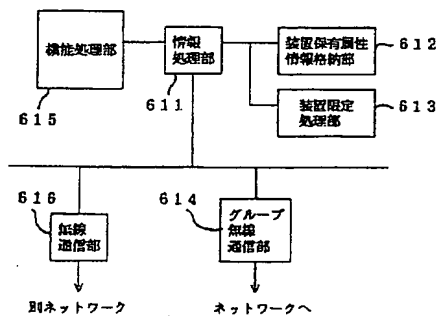 機能処理部
615
情報
処理部
611
装置保有属性
情報格納部
612
装置限定
処理部
613
616
無線
通信部
614
グループ
無線
通信部
別ネットワーク
ネットワークへ